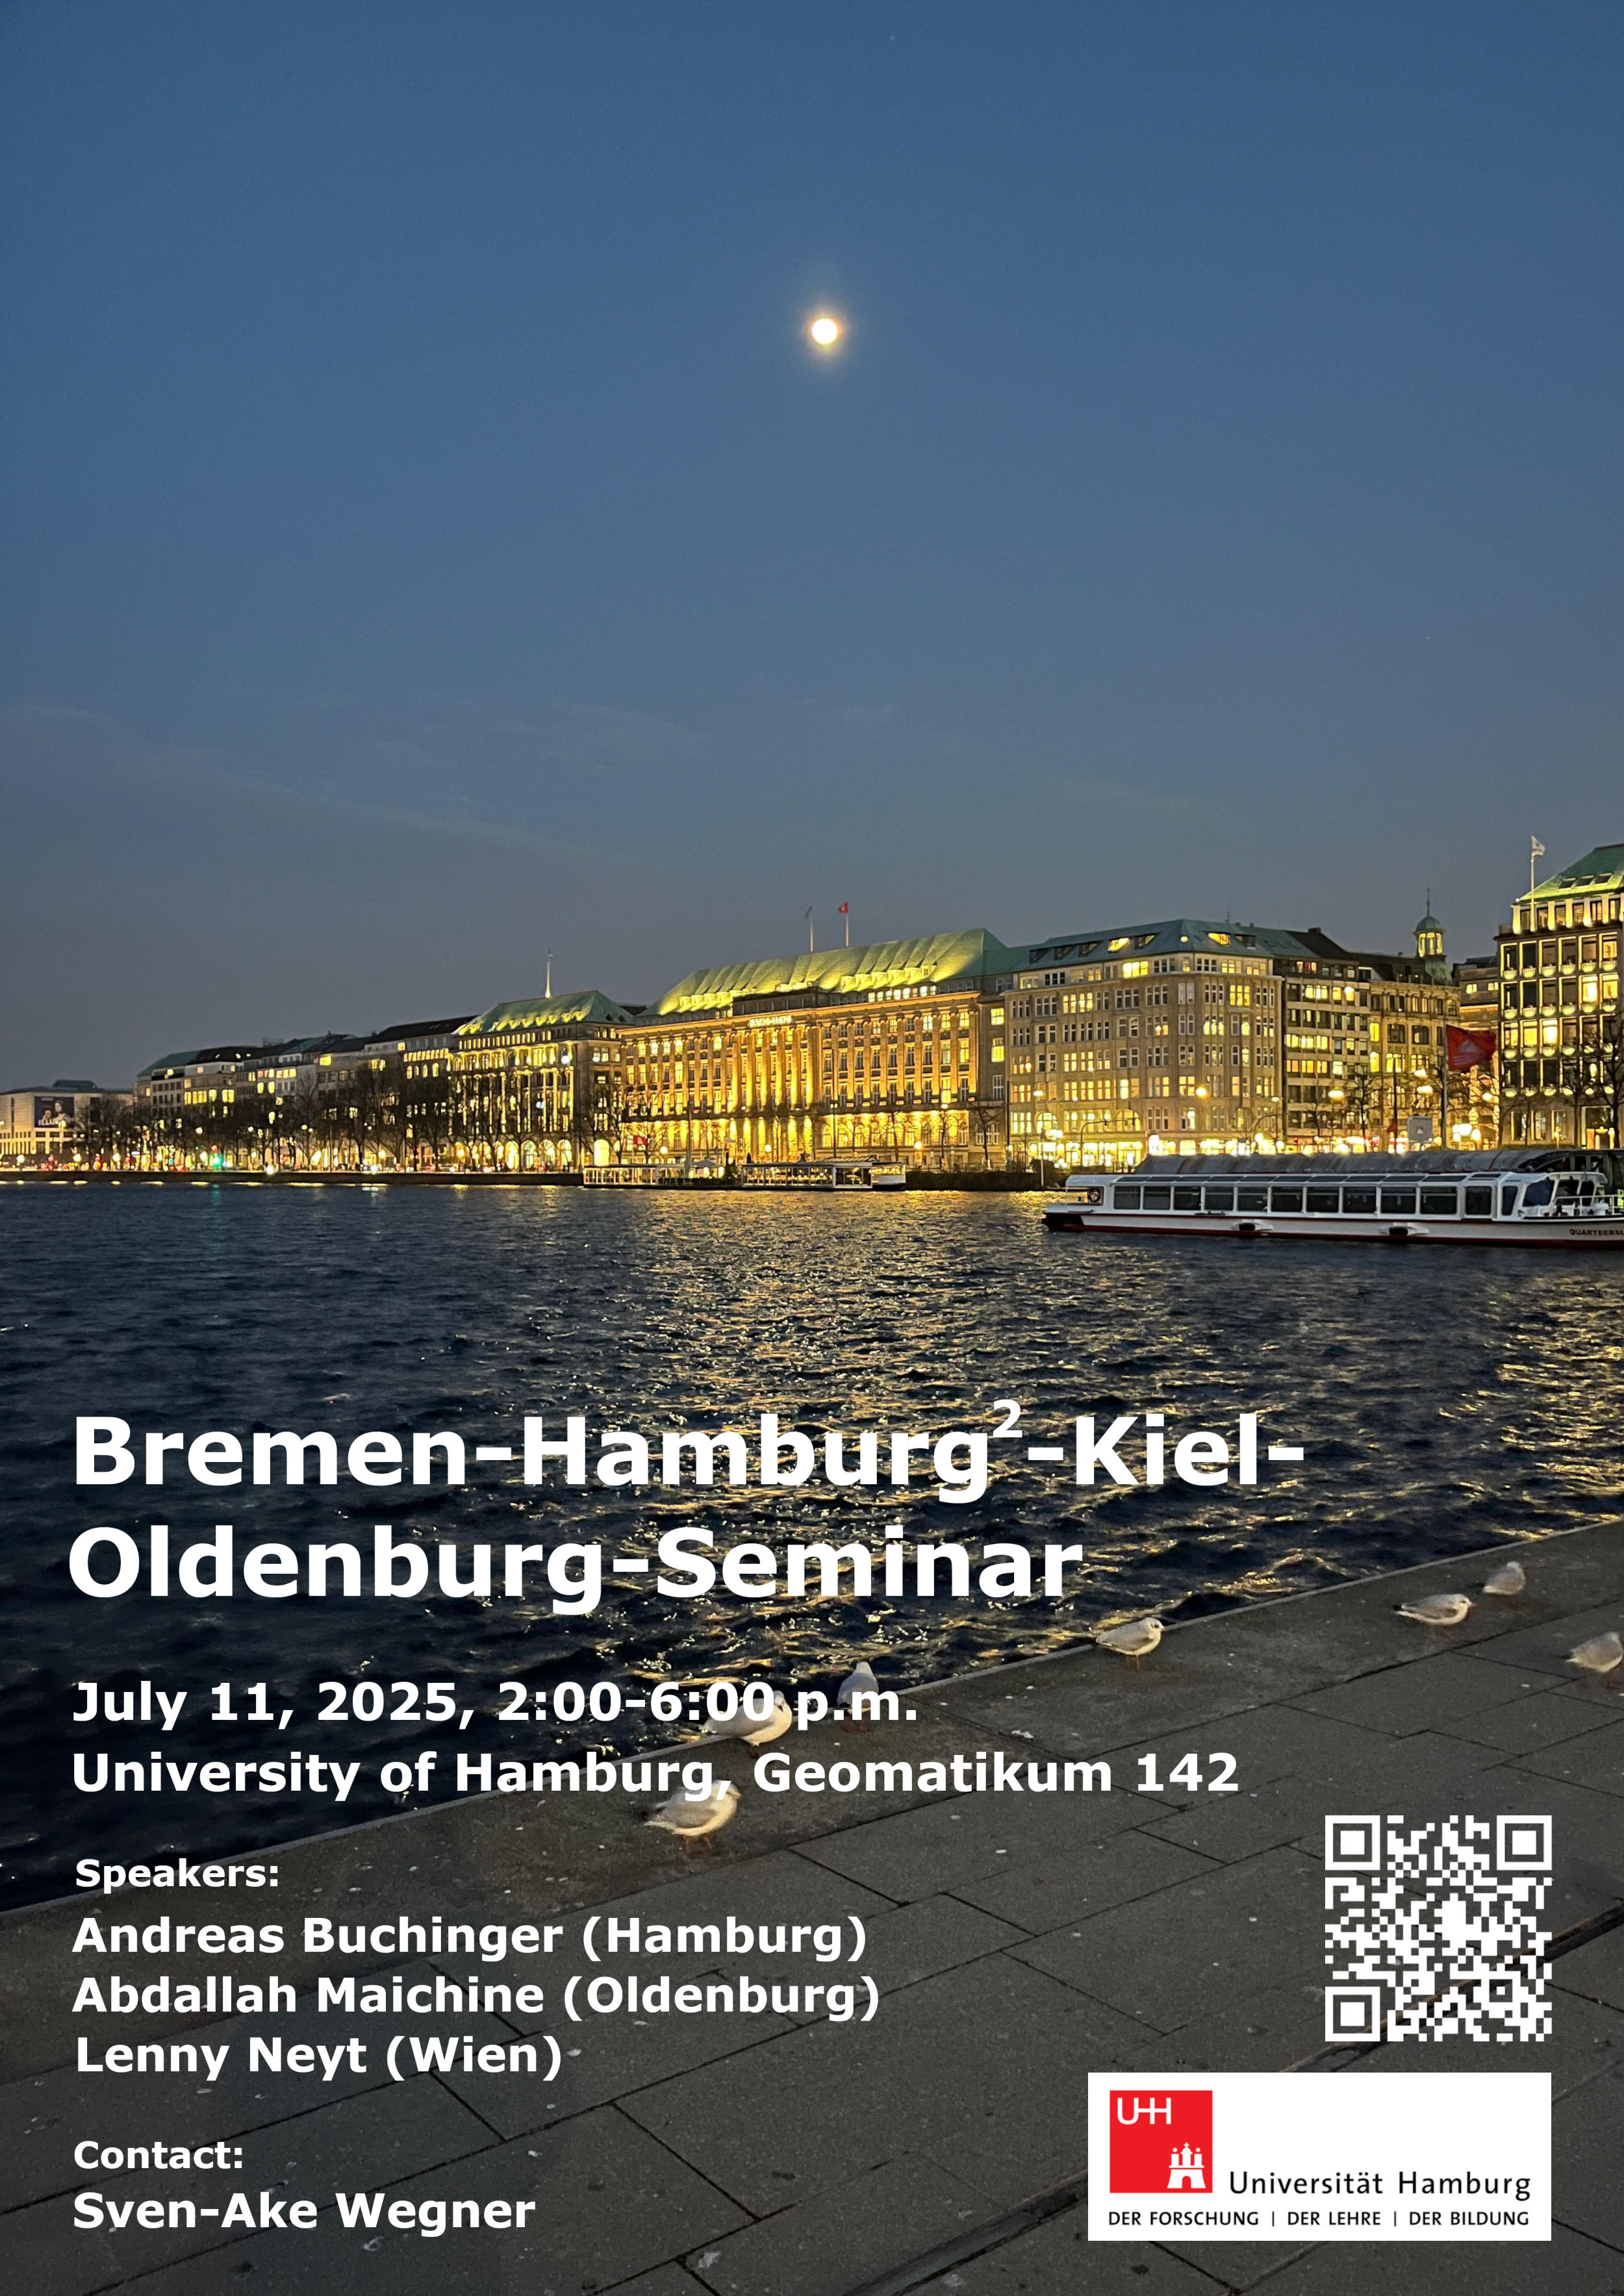 Bremen-Hamburg²-Kiel-
Oldenburg-Seminar
July 11, 2025, 2:00-6:00 p.m.
University of Hamburg, Geomatikum 142
Speakers:
Andreas Buchinger (Hamburg)
Abdallah Maichine (Oldenburg)
Lenny Neyt (Wien)
Contact:
Sven-Ake Wegner
UHH
Universität Hamburg
DER FORSCHUNG | DER LEHRE | DER BILDUNG